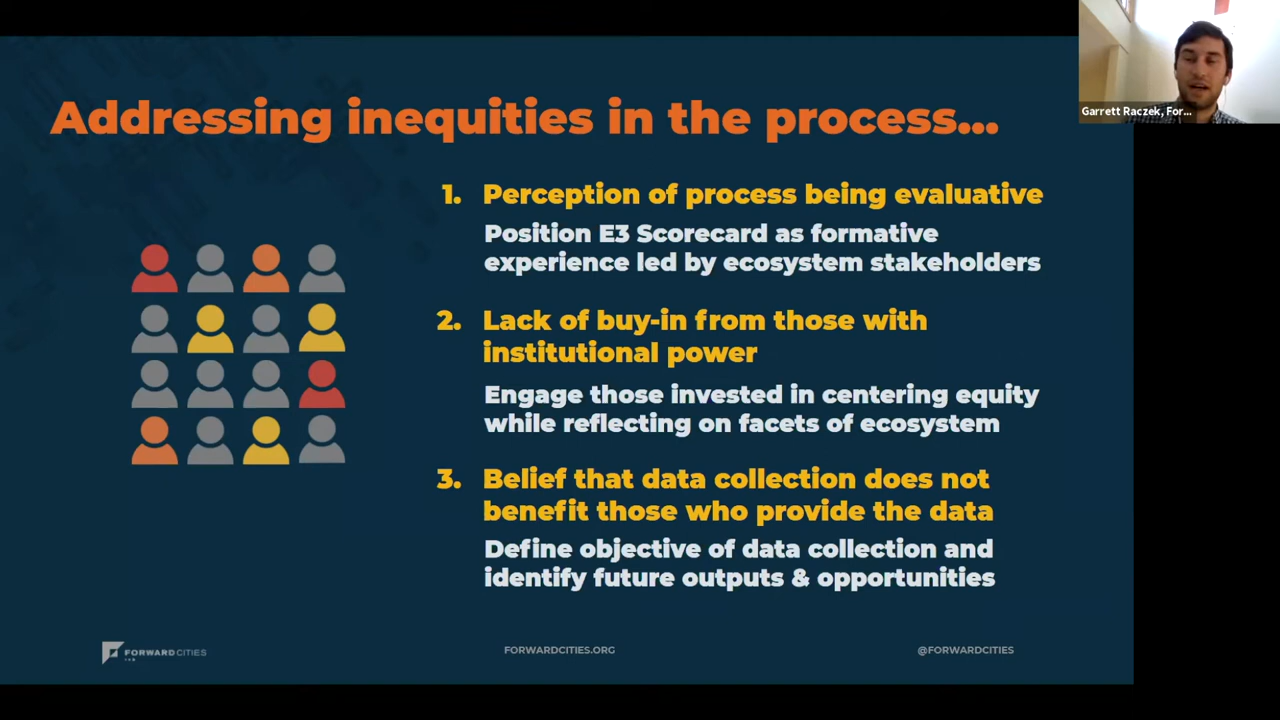 Addressing inequities in the process...
Garrett Raczek, For...
1. Perception of process being evaluative
Position E3 Scorecard as formative
experience led by ecosystem stakeholders
2. Lack of buy-in from those with
institutional power
Engage those invested in centering equity
while reflecting on facets of ecosystem
3. Belief that data collection does not
benefit those who provide the data
Define objective of data collection and
identify future outputs & opportunities
FORWARDCITIES
FORWARDCITIES.ORG
@FORWARDCITIES